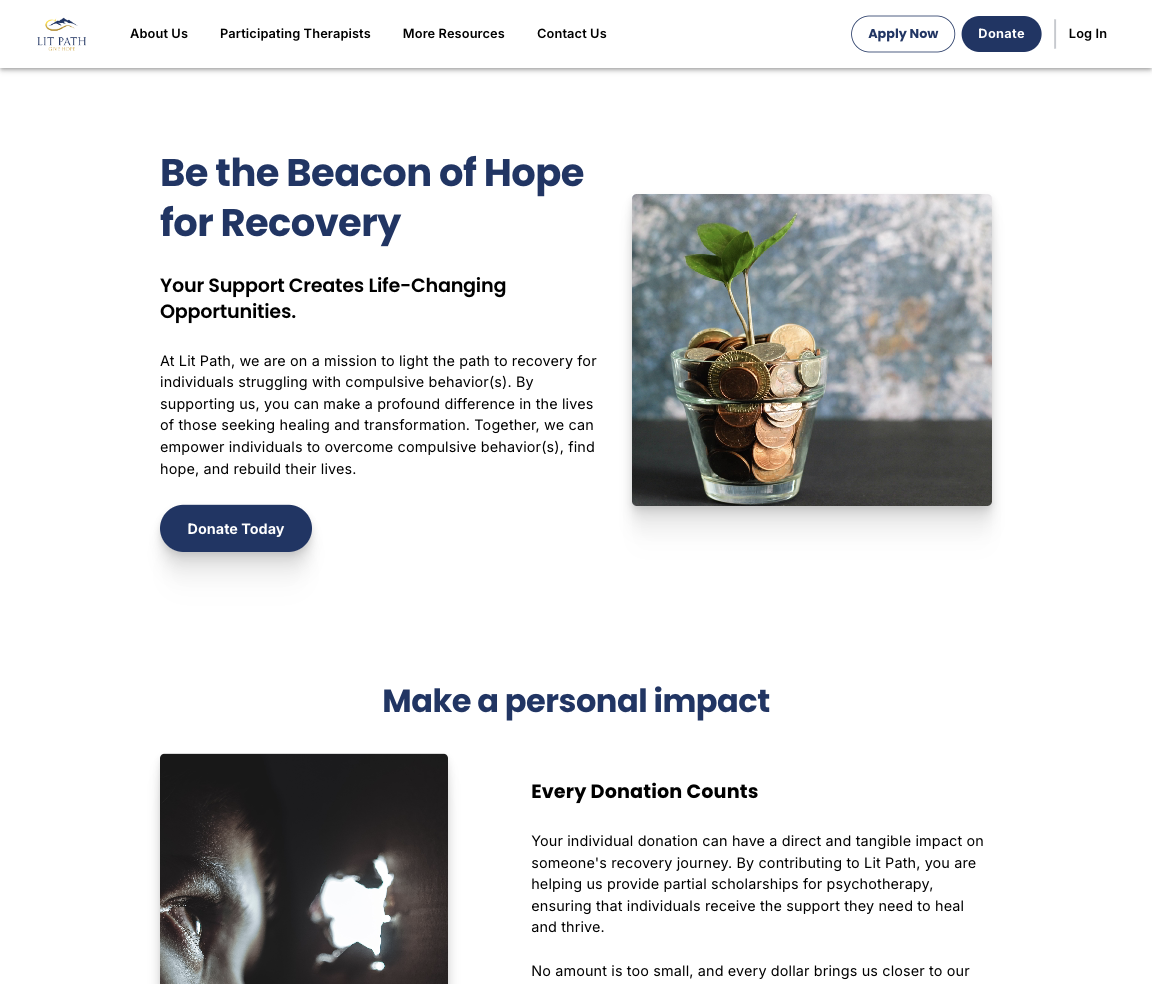 LIT PATH
About Us
Participating Therapists
More Resources
Contact Us
Apply Now
Donate
Log In
Be the Beacon of Hope
for Recovery
Your Support Creates Life-Changing
Opportunities.
At Lit Path, we are on a mission to light the path to recovery for
individuals struggling with compulsive behavior(s). By
supporting us, you can make a profound difference in the lives
of those seeking healing and transformation. Together, we can
empower individuals to overcome compulsive behavior(s), find
hope, and rebuild their lives.
Donate Today
Make a personal impact
Every Donation Counts
Your individual donation can have a direct and tangible impact on
someone's recovery journey. By contributing to Lit Path, you are
helping us provide partial scholarships for psychotherapy,
ensuring that individuals receive the support they need to heal
and thrive.
No amount is too small, and every dollar brings us closer to our